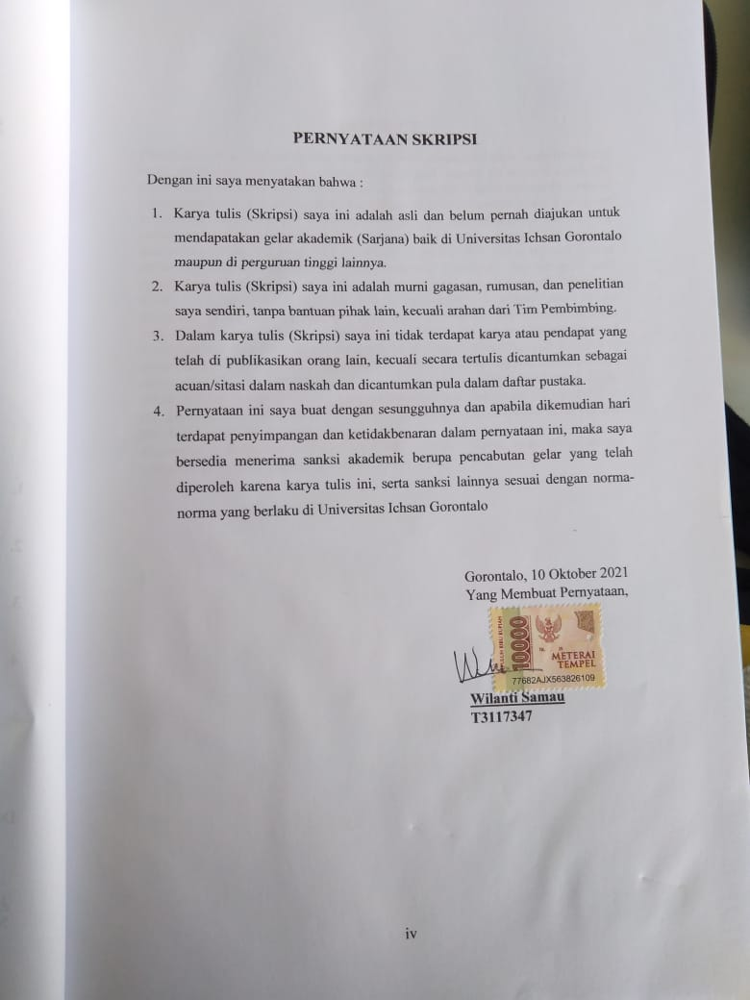 PERNYATAAN SKRIPSI
Dengan ini saya menyatakan bahwa :
1. Karya tulis (Skripsi) saya ini adalah asli dan belum pernah diajukan untuk
mendapatakan gelar akademik (Sarjana) baik di Universitas Ichsan Gorontalo
maupun di perguruan tinggi lainnya.
2. Karya tulis (Skripsi) saya ini adalah murni gagasan, rumusan, dan penelitian
saya sendiri, tanpa bantuan pihak lain, kecuali arahan dari Tim Pembimbing.
3. Dalam karya tulis (Skripsi) saya ini tidak terdapat karya atau pendapat yang
telah di publikasikan orang lain, kecuali secara tertulis dicantumkan sebagai
acuan/sitasi dalam naskah dan dicantumkan pula dalam daftar pustaka.
4. Pernyataan ini saya buat dengan sesungguhnya dan apabila dikemudian hari
terdapat penyimpangan dan ketidakbenaran dalam pernyataan ini, maka saya
bersedia menerima sanksi akademik berupa pencabutan gelar yang telah
diperoleh karena karya tulis ini, serta sanksi lainnya sesuai dengan norma-
norma yang berlaku di Universitas Ichsan Gorontalo
Gorontalo, 10 Oktober 2021
Yang Membuat Pernyataan,
RIBU RUPIAH
10000
METERAI
TEMPEL
77682AJX563826109
Wilanti Samau
T3117347
iv